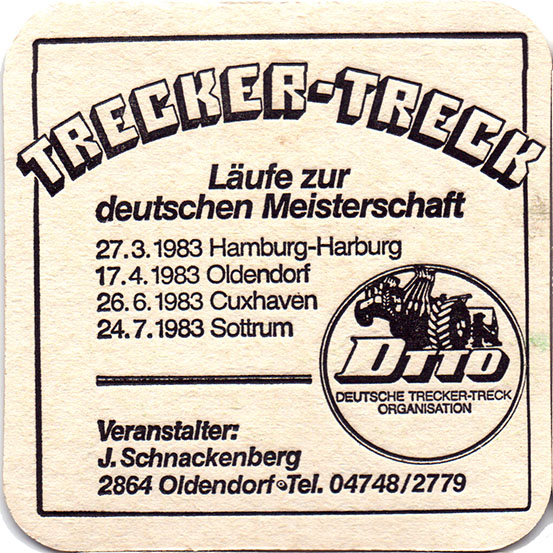 TRECKER-TRECK
Läufe zur
deutschen Meisterschaft
27.3.1983 Hamburg-Harburg
17.4.1983 Oldendorf
26.6.1983 Cuxhaven
24.7.1983 Sottrum
DTTO
DEUTSCHE TRECKER-TRECK
ORGANISATION
Veranstalter:
J. Schnackenberg
2864 Oldendorf • Tel. 04748/2779